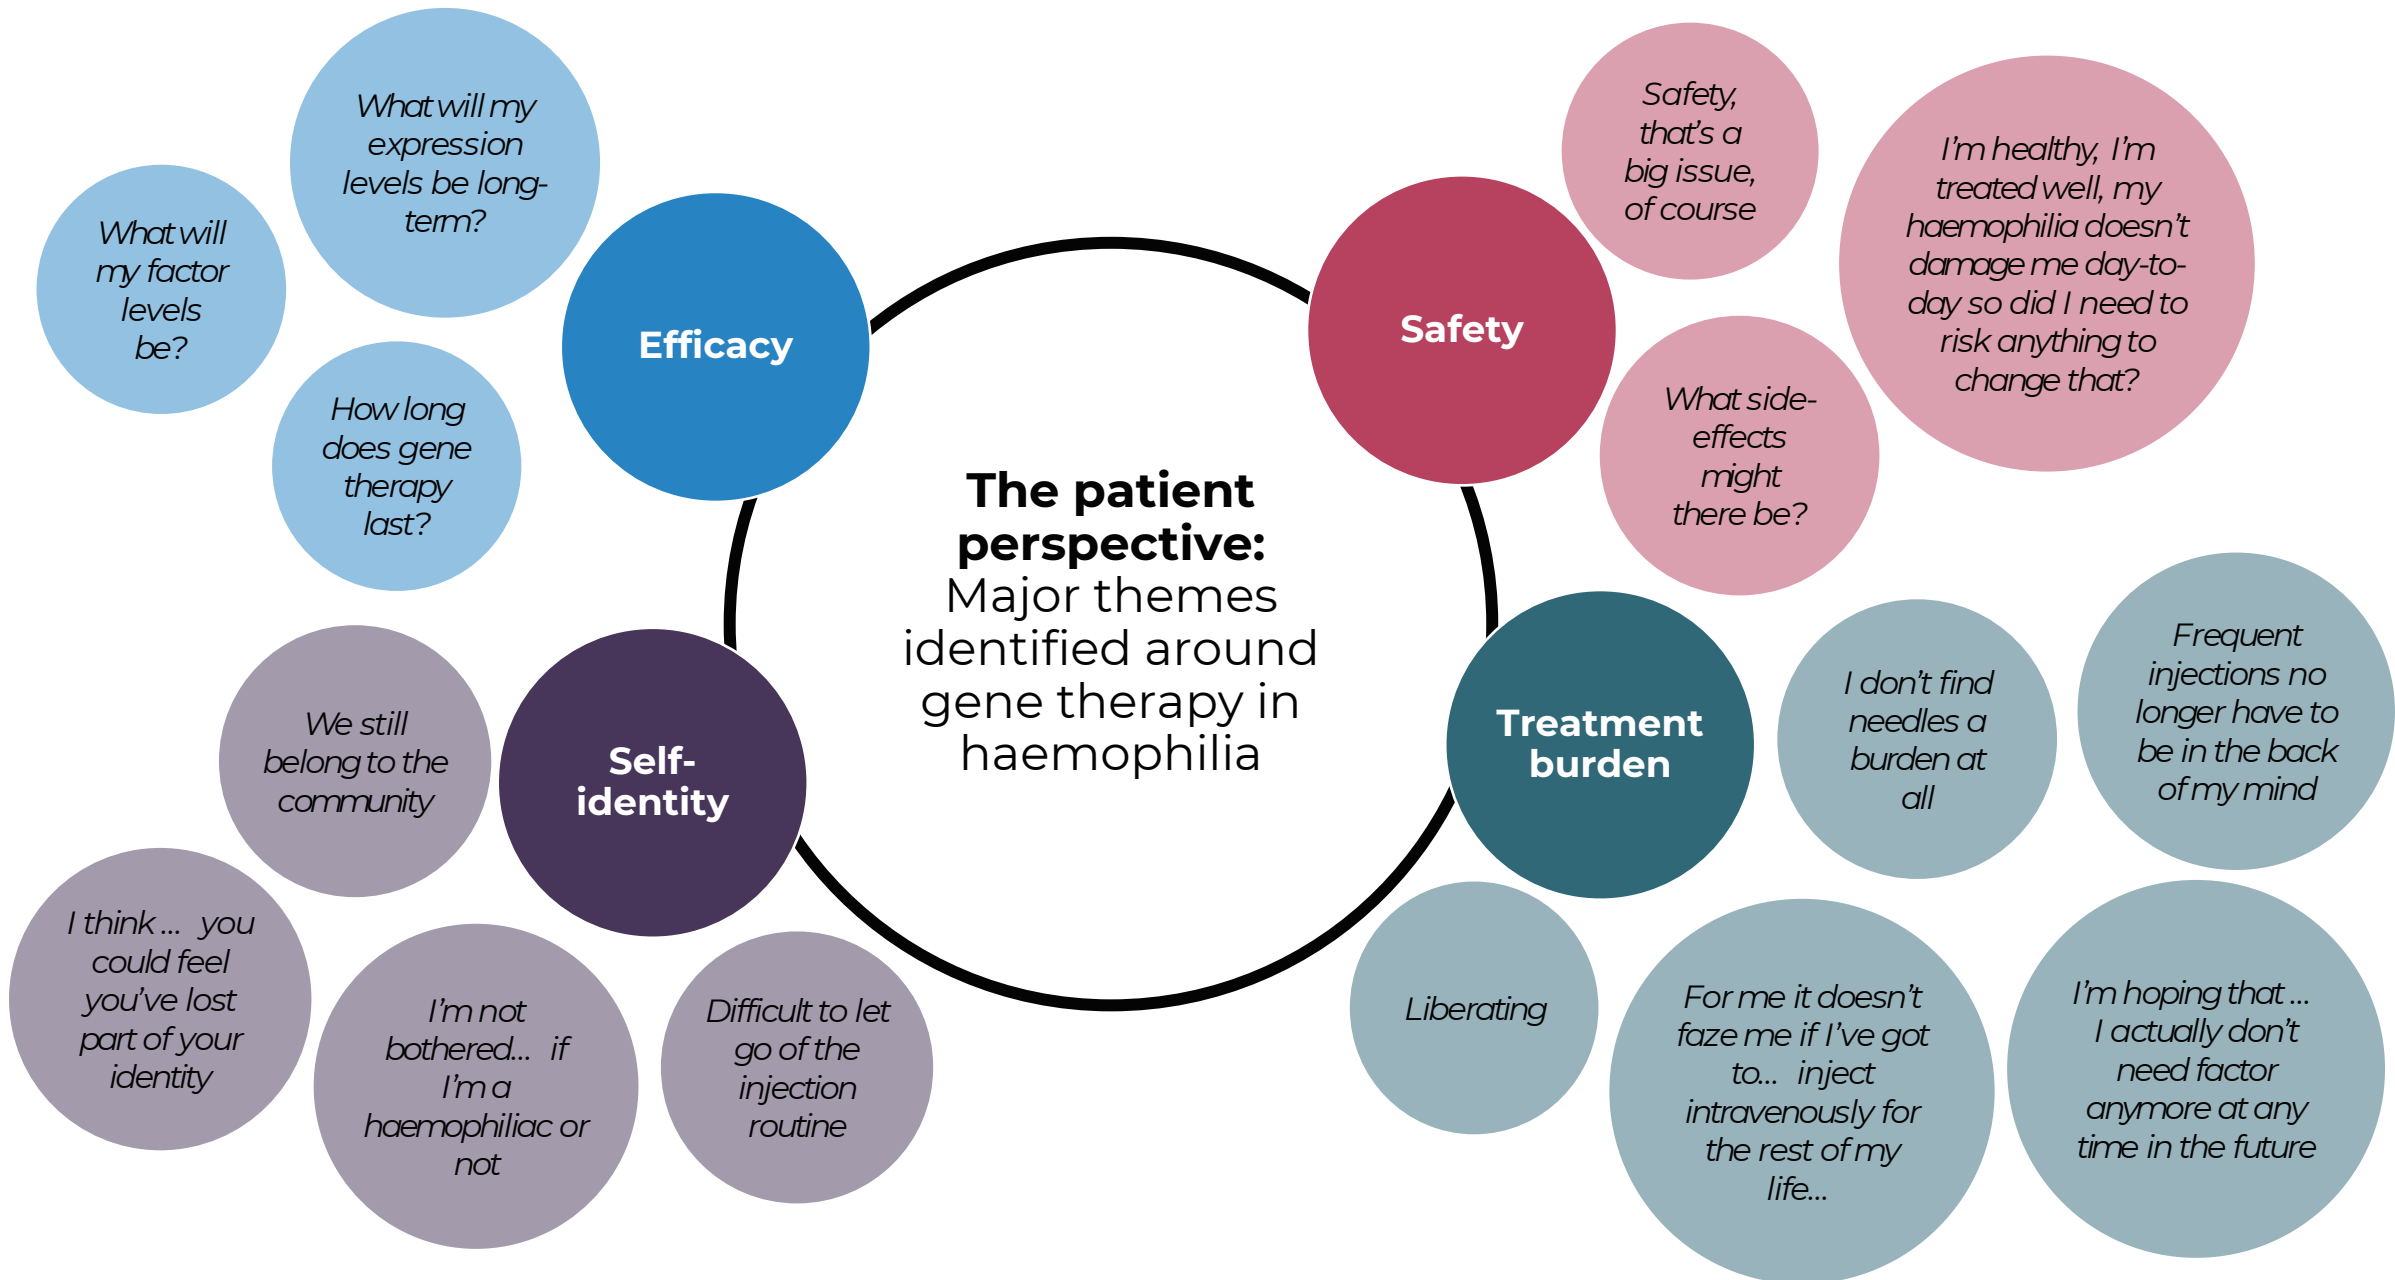 The patient
perspective:
Major themes
identified around
gene therapy in
haemophilia
Efficacy
What will my
expression
levels be long-
term?
What will
my factor
levels
be?
How long
does gene
therapy
last?
Safety
Safety,
that’s a
big issue,
of course
I’m healthy, I’m
treated well, my
haemophilia doesn’t
damage me day-to-
day so did I need to
risk anything to
change that?
What side-
effects
might
there be?
Self-
identity
We still
belong to the
community
I think... you
could feel
you’ve lost
part of your
identity
I’m not
bothered... if
I’m a
haemophiliac or
not
Difficult to let
go of the
injection
routine
Treatment
burden
I don’t find
needles a
burden at
all
Frequent
injections no
longer have to
be in the back
of my mind
Liberating
For me it doesn’t
faze me if I’ve got
to... inject
intravenously for
the rest of my
life...
I’m hoping that ...
I actually don’t
need factor
anymore at any
time in the future